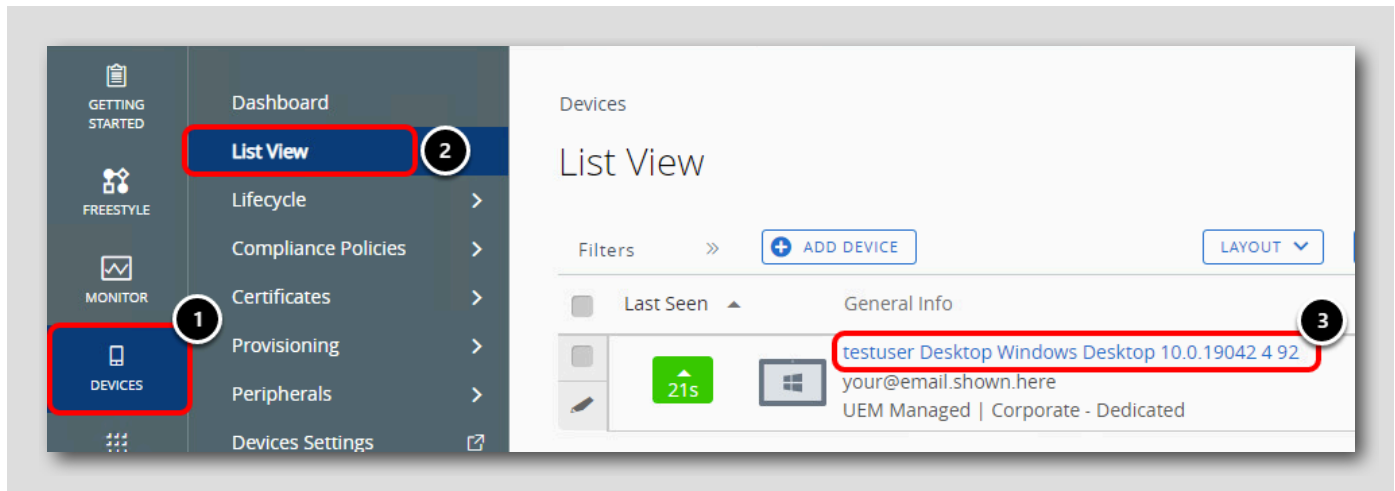 GETTING
STARTED
FREESTYLE
MONITOR
1
DEVICES
Dashboard
List View
2
Lifecycle
Compliance Policies
Certificates
Provisioning
Peripherals
Devices Settings
Devices
List View
Filters » ADD DEVICE LAYOUT
Last Seen General Info
3
21s
testuser Desktop Windows Desktop 10.0.19042 4 92
your@email.shown.here
UEM Managed | Corporate - Dedicated